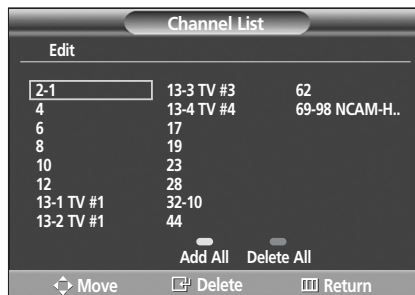 Channel List
Edit
2-1 13-3 TV #3 62
4 13-4 TV #4 69-98 NCAM-H..
6 17
8 19
10 23
12 28
13-1 TV #1 32-10
13-2 TV #1 44
Add All Delete All
Move Delete Return